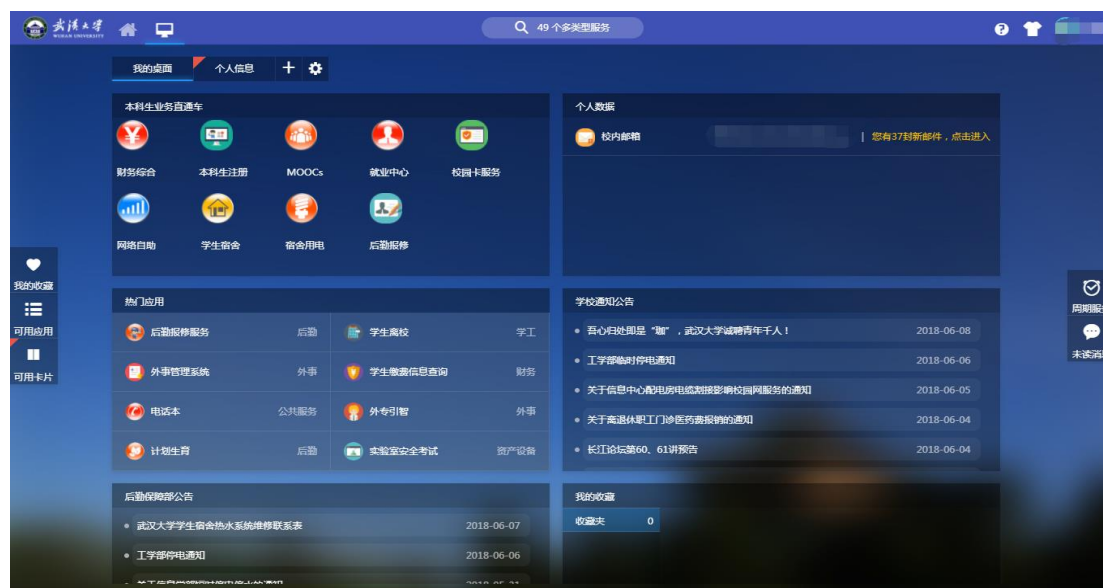 武汉大学
WUHAN UNIVERSITY
49 个多类型服务
我的桌面
个人信息
本科生业务直通车
财务综合
本科生注册
MOOCs
就业中心
校园卡服务
网络自助
学生宿舍
宿舍用电
后勤报修
个人数据
校内邮箱
| 您有37封新邮件，点击进入
我的收藏
可用应用
可用卡片
热门应用
后勤报修服务 后勤
学生离校 学工
外事管理系统 外事
学生缴费信息查询 财务
电话本 公共服务
外专引智 外事
计划生育 后勤
实验室安全考试 资产设备
学校通知公告
吾心归处即是“珈”，武汉大学诚聘青年千人！ 2018-06-08
工学部临时停电通知 2018-06-06
关于信息中心配电房电缆割接影响校园网服务的通知 2018-06-05
关于离退休职工门诊医药费报销的通知 2018-06-04
长江论坛第60、61讲预告 2018-06-04
周期服
未读消
后勤保障部公告
武汉大学学生宿舍热水系统维修联系表 2018-06-07
工学部停电通知 2018-06-06
我的收藏
收藏夹 0